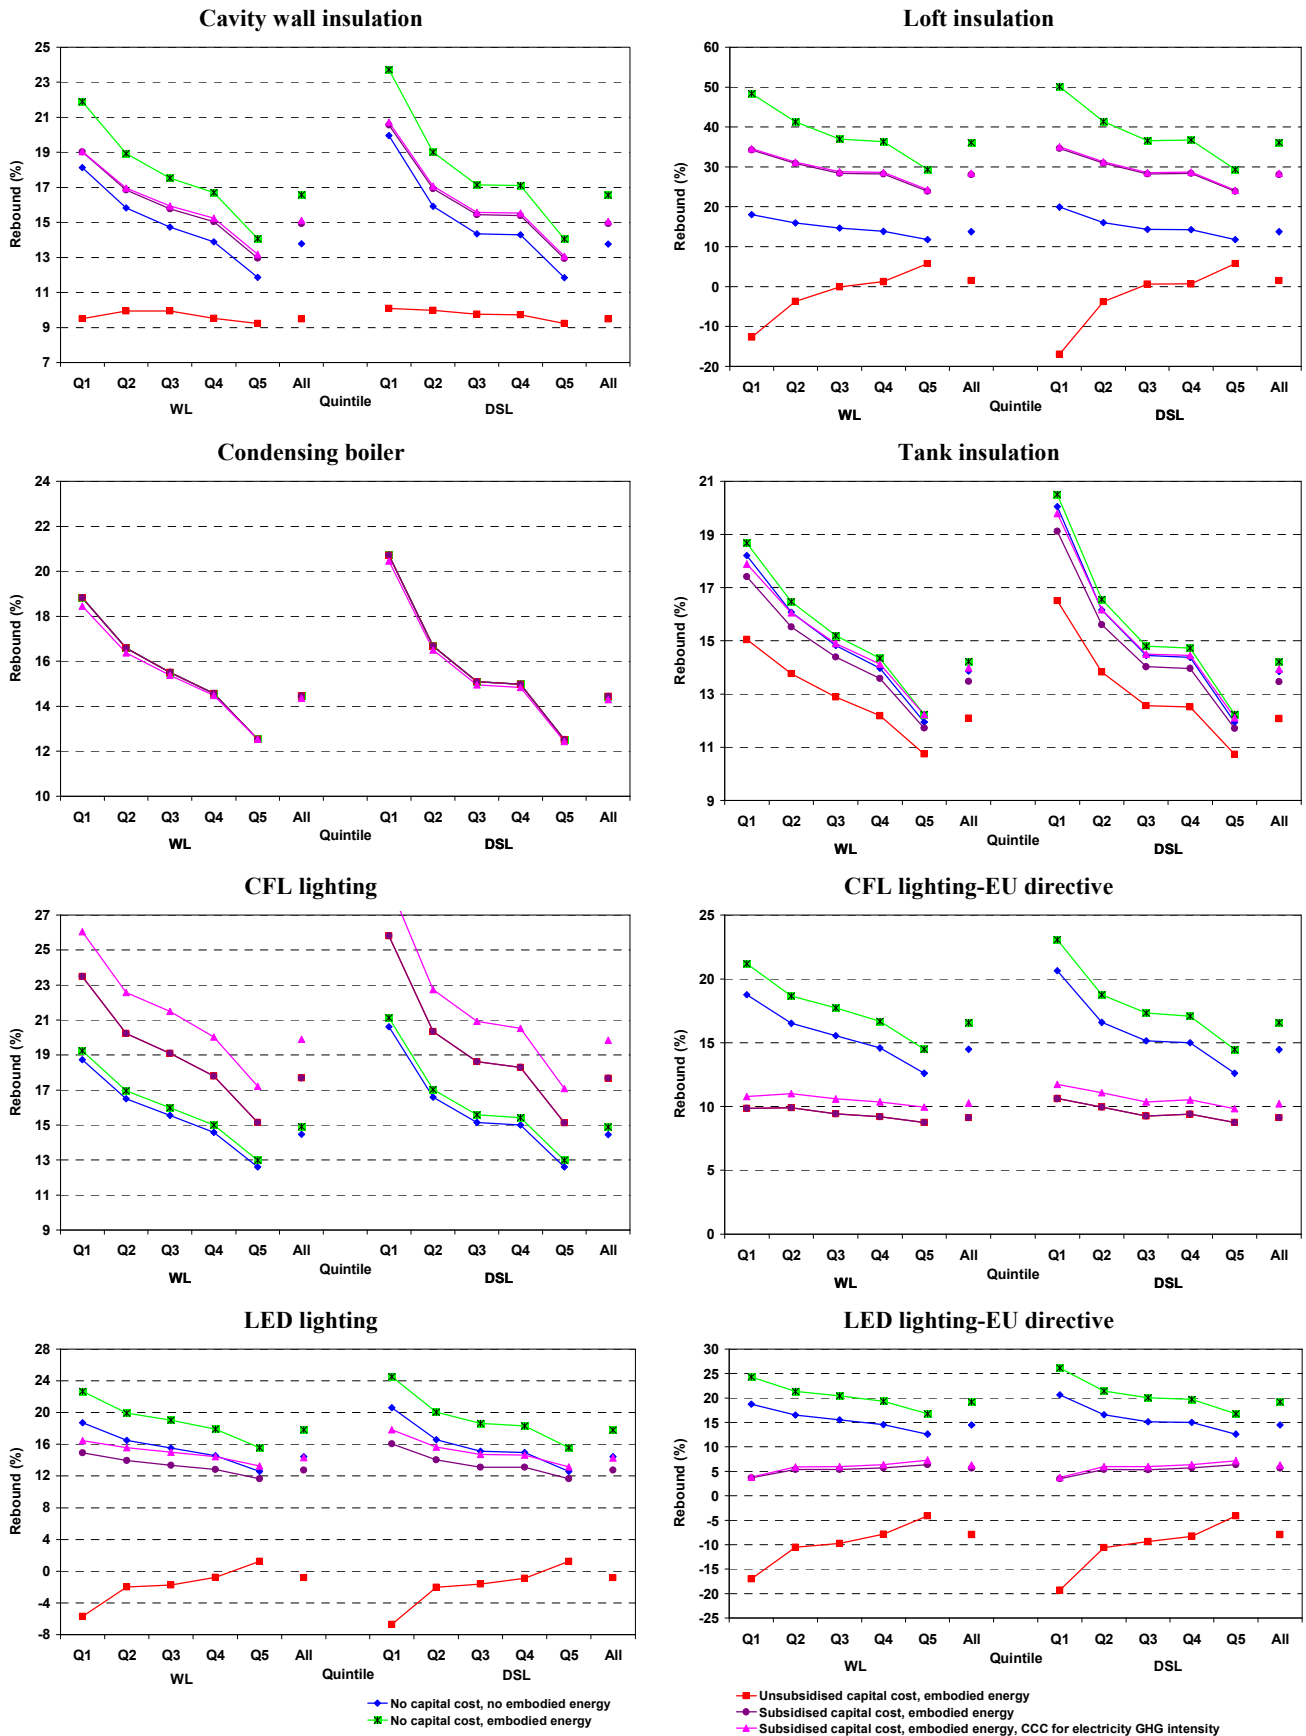 Cavity wall insulation
Rebound (%)
25
23
21
19
17
15
13
11
9
7
Q1 Q2 Q3 Q4 Q5 All Q1 Q2 Q3 Q4 Q5 All
Quintile
WL DSL
Loft insulation
Rebound (%)
60
50
40
30
20
10
0
-10
-20
Q1 Q2 Q3 Q4 Q5 All Q1 Q2 Q3 Q4 Q5 All
Quintile
WL DSL
Condensing boiler
Rebound (%)
24
22
20
18
16
14
12
10
Q1 Q2 Q3 Q4 Q5 All Q1 Q2 Q3 Q4 Q5 All
Quintile
WL DSL
Tank insulation
Rebound (%)
21
19
17
15
13
11
9
Q1 Q2 Q3 Q4 Q5 All Q1 Q2 Q3 Q4 Q5 All
Quintile
WL DSL
CFL lighting
Rebound (%)
27
25
23
21
19
17
15
13
11
9
Q1 Q2 Q3 Q4 Q5 All Q1 Q2 Q3 Q4 Q5 All
Quintile
WL DSL
CFL lighting-EU directive
Rebound (%)
25
20
15
10
5
0
Q1 Q2 Q3 Q4 Q5 All Q1 Q2 Q3 Q4 Q5 All
Quintile
WL DSL
LED lighting
Rebound (%)
28
24
20
16
12
8
4
0
-4
-8
Q1 Q2 Q3 Q4 Q5 All Q1 Q2 Q3 Q4 Q5 All
Quintile
WL DSL
LED lighting-EU directive
Rebound (%)
30
25
20
15
10
5
0
-5
-10
-15
-20
-25
Q1 Q2 Q3 Q4 Q5 All Q1 Q2 Q3 Q4 Q5 All
Quintile
WL DSL
No capital cost, no embodied energy
No capital cost, embodied energy
Unsubsidised capital cost, embodied energy
Subsidised capital cost, embodied energy
Subsidised capital cost, embodied energy, CCC for electricity GHG intensity